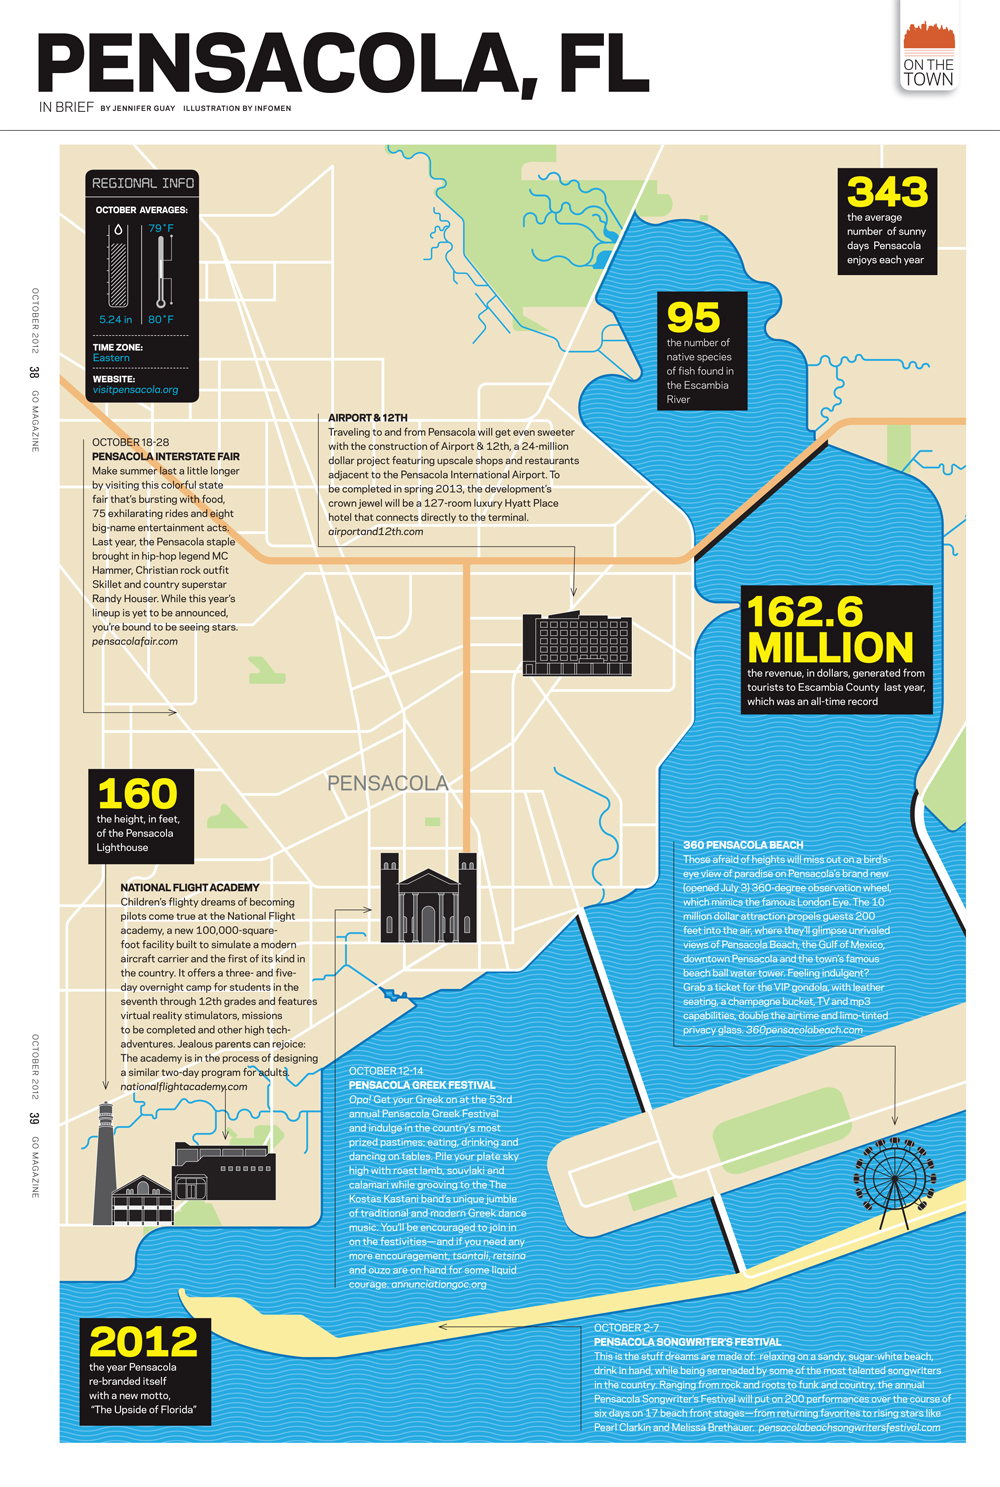 PENSACOLA, FL
IN BRIEF BY JENNIFER GUAY ILLUSTRATION BY INFOMEN
ON THE
TOWN
OCTOBER 2012 38 GO MAGAZINE
REGIONAL INFO
OCTOBER AVERAGES:
79°F
5.24 in
80°F
TIME ZONE:
Eastern
WEBSITE:
visitpensacola.org
343
the average
number of sunny
days Pensacola
enjoys each year
95
the number of
native species
of fish found in
the Escambia
River
AIRPORT & 12TH
Traveling to and from Pensacola will get even sweeter
with the construction of Airport & 12th, a 24-million
dollar project featuring upscale shops and restaurants
adjacent to the Pensacola International Airport. To
be completed in spring 2013, the development's
crown jewel will be a 127-room luxury Hyatt Place
hotel that connects directly to the terminal.
airportand12th.com
OCTOBER 18-28
PENSACOLA INTERSTATE FAIR
Make summer last a little longer
by visiting this colorful state
fair that's bursting with food,
75 exhilarating rides and eight
big-name entertainment acts.
Last year, the Pensacola staple
brought in hip-hop legend MC
Hammer, Christian rock outfit
Skillet and country superstar
Randy Houser. While this year's
lineup is yet to be announced,
you're bound to be seeing stars.
pensacolafair.com
162.6
MILLION
the revenue, in dollars, generated from
tourists to Escambia County last year,
which was an all-time record
PENSACOLA
160
the height, in feet,
of the Pensacola
Lighthouse
NATIONAL FLIGHT ACADEMY
Children's flighty dreams of becoming
pilots come true at the National Flight
academy, a new 100,000-square-
foot facility built to simulate a modern
aircraft carrier and the first of its kind in
the country. It offers a three- and five-
day overnight camp for students in the
seventh through 12th grades and features
virtual reality stimulators, missions
to be completed and other high tech-
adventures. Jealous parents can rejoice:
The academy is in the process of designing
a similar two-day program for adults.
nationalflightacademy.com
360 PENSACOLA BEACH
Those afraid of heights will miss out on a bird's-
eye view of paradise on Pensacola's brand new
(opened July 3) 360-degree observation wheel,
which mimics the famous London Eye. The 10
million dollar attraction propels guests 200
feet into the air, where they'll glimpse unrivaled
views of Pensacola Beach, the Gulf of Mexico,
downtown Pensacola and the town's famous
beach ball water tower. Feeling indulgent?
Grab a ticket for the VIP gondola, with leather
seating, a champagne bucket, TV and mp3
capabilities, double the airtime and limo-tinted
privacy glass. 360pensacolabeach.com
OCTOBER 2012 39 GO MAGAZINE
OCTOBER 12-14
PENSACOLA GREEK FESTIVAL
Opa! Get your Greek on at the 53rd
annual Pensacola Greek Festival
and indulge in the country's most
prized pastimes: eating, drinking and
dancing on tables. Pile your plate sky
high with roast lamb, souvlaki and
calamari while grooving to the The
Kostas Kastani band's unique jumble
of traditional and modern Greek dance
music. You'll be encouraged to join in
on the festivities—and if you need any
more encouragement, tsantali, retsina
and ouzo are on hand for some liquid
courage. annunciationgoc.org
2012
the year Pensacola
re-branded itself
with a new motto,
"The Upside of Florida"
OCTOBER 2-7
PENSACOLA SONGWRITER'S FESTIVAL
This is the stuff dreams are made of: relaxing on a sandy, sugar-white beach,
drink in hand, while being serenaded by some of the most talented songwriters
in the country. Ranging from rock and roots to funk and country, the annual
Pensacola Songwriter's Festival will put on 200 performances over the course of
six days on 17 beach front stages—from returning favorites to rising stars like
Pearl Clarkin and Melissa Brethauer. pensacolabeachsongwritersfestival.com